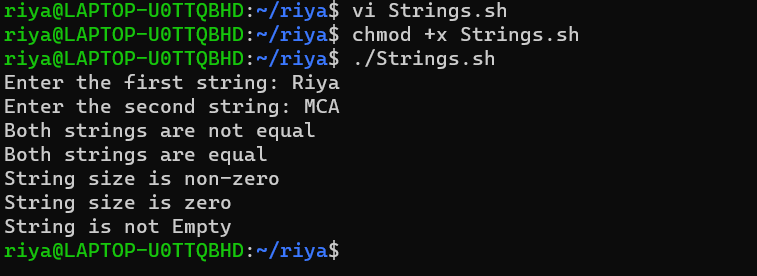 riya@LAPTOP-U0TTQBHD:~/riya$ vi Strings.sh
riya@LAPTOP-U0TTQBHD:~/riya$ chmod +x Strings.sh
riya@LAPTOP-U0TTQBHD:~/riya$ ./Strings.sh
Enter the first string: Riya
Enter the second string: MCA
Both strings are not equal
Both strings are equal
String size is non-zero
String size is zero
String is not Empty
riya@LAPTOP-U0TTQBHD:~/riya$